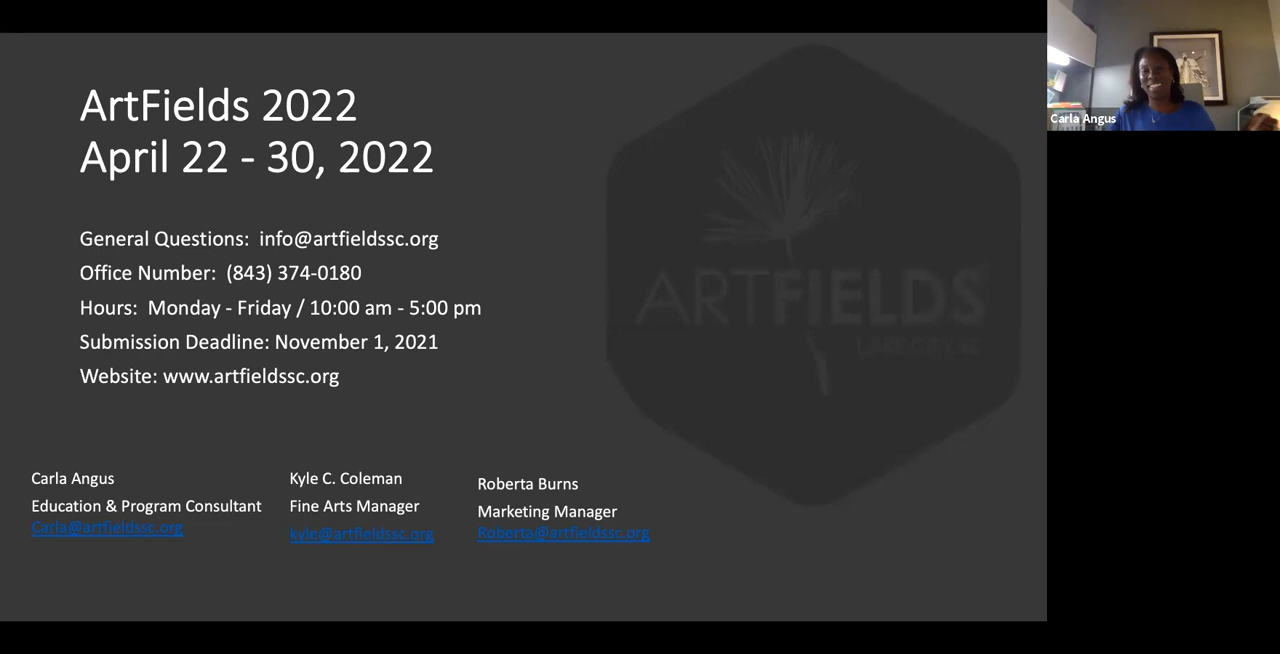 ArtFields 2022
April 22 - 30, 2022
General Questions:  info@artfieldssc.org
Office Number:  (843) 374-0180
Hours:  Monday - Friday / 10:00 am - 5:00 pm
Submission Deadline: November 1, 2021
Website: www.artfieldssc.org
Carla Angus
Education & Program Consultant
Carla@artfieldssc.org
Kyle C. Coleman
Fine Arts Manager
kyle@artfieldssc.org
Roberta Burns
Marketing Manager
Roberta@artfieldssc.org
ARTFIELDS
LAKE CITY, SC
Carla Angus